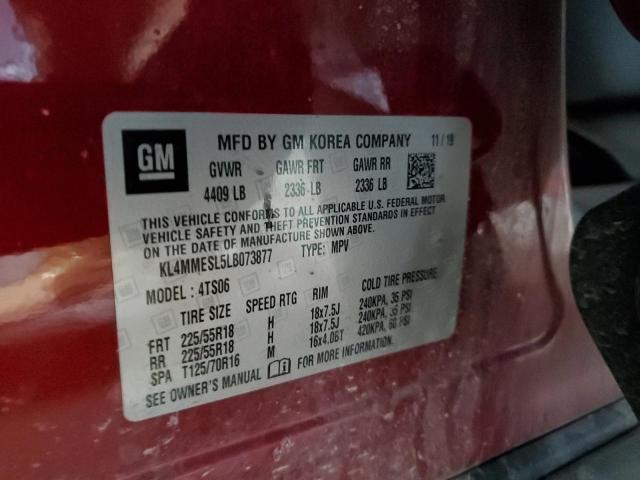 GM
MFD BY GM KOREA COMPANY 11/19
GVWR GAWR FRT GAWR RR
4409 LB 2336 LB 2336 LB
THIS VEHICLE CONFORMS TO ALL APPLICABLE U.S. FEDERAL MOTOR
VEHICLE SAFETY AND THEFT PREVENTION STANDARDS IN EFFECT
ON THE DATE OF MANUFACTURE SHOWN ABOVE.
KL4MMESL5LB073877 TYPE: MPV
MODEL: 4TS06
TIRE SIZE SPEED RTG RIM COLD TIRE PRESSURE
FRT 225/55R18 H 18x7.5J 240KPA, 35 PSI
RR 225/55R18 H 18x7.5J 240KPA, 35 PSI
SPA T125/70R16 M 16x4.0BT 420KPA, 60 PSI
SEE OWNER'S MANUAL FOR MORE INFORMATION.